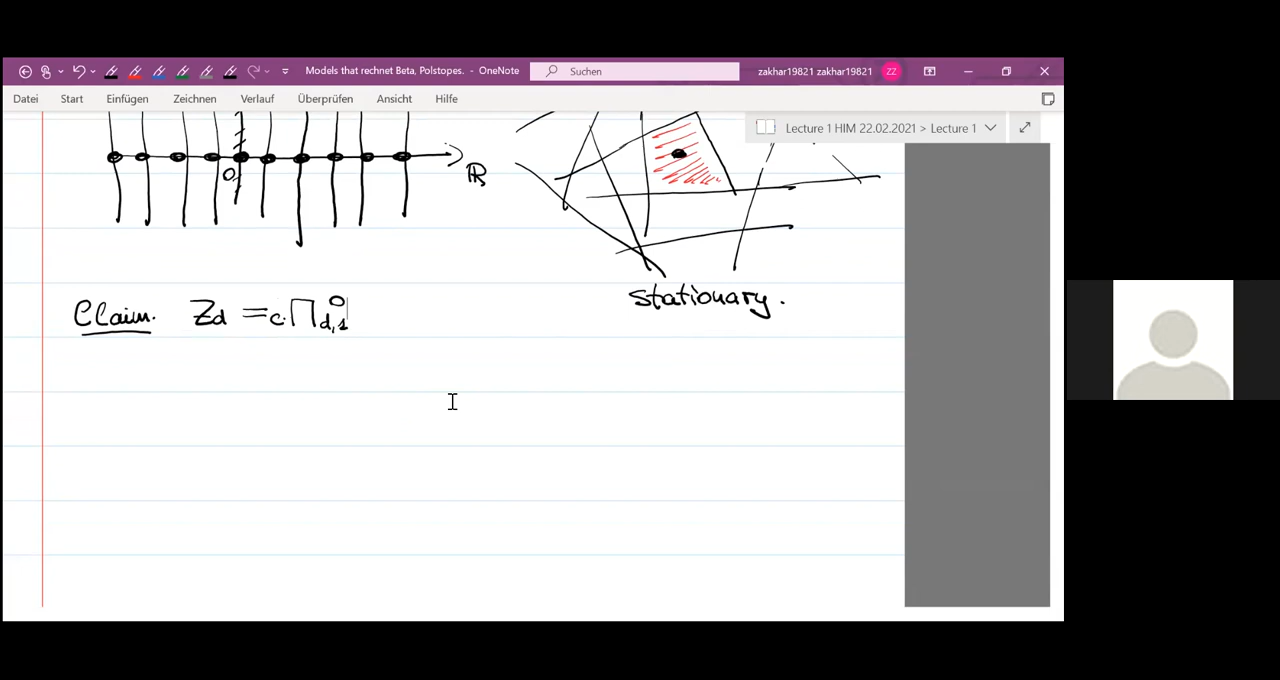 Models that rechnet Beta, Polstopes. - OneNote
Suchen
zakhar19821 zakhar19821
ZZ
Datei Start Einfügen Zeichnen Verlauf Überprüfen Ansicht Hilfe
Lecture 1 HIM 22.02.2021 > Lecture 1
0
ℝ
stationary.
Claim. Zd = c·∏°d,1